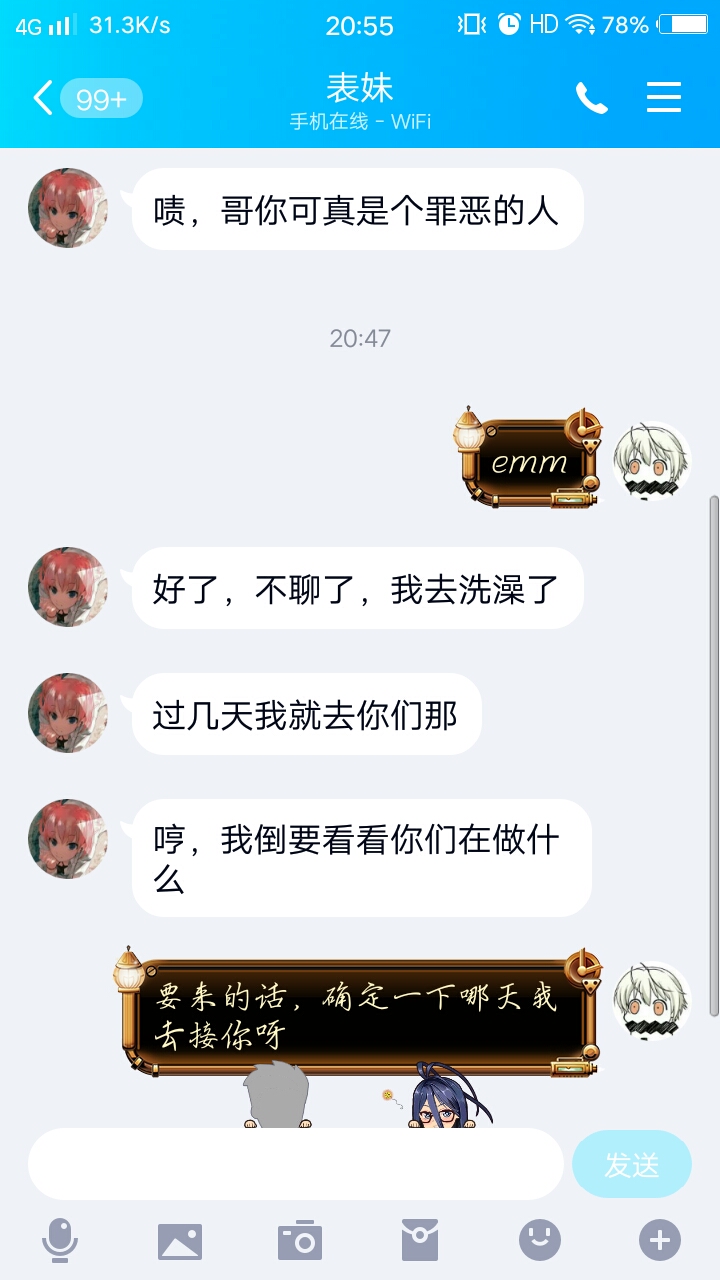 4G 31.3K/s 20:55 HD 78%
99+ 表妹
手机在线 - WiFi
啧，哥你可真是个罪恶的人
20:47
emm
好了，不聊了，我去洗澡了
过几天我就去你们那
哼，我倒要看看你们在做什
么
要来的话，确定一下哪天我
去接你呀
发送